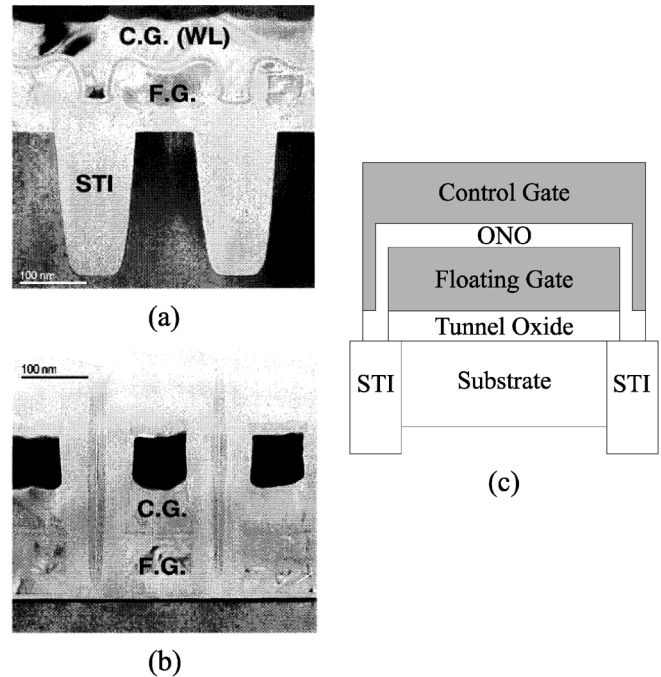 C.G. (WL)
F.G.
STI
100 nm
(a)
100 nm
C.G.
F.G.
(b)
Control Gate
ONO
Floating Gate
Tunnel Oxide
STI
Substrate
STI
(c)